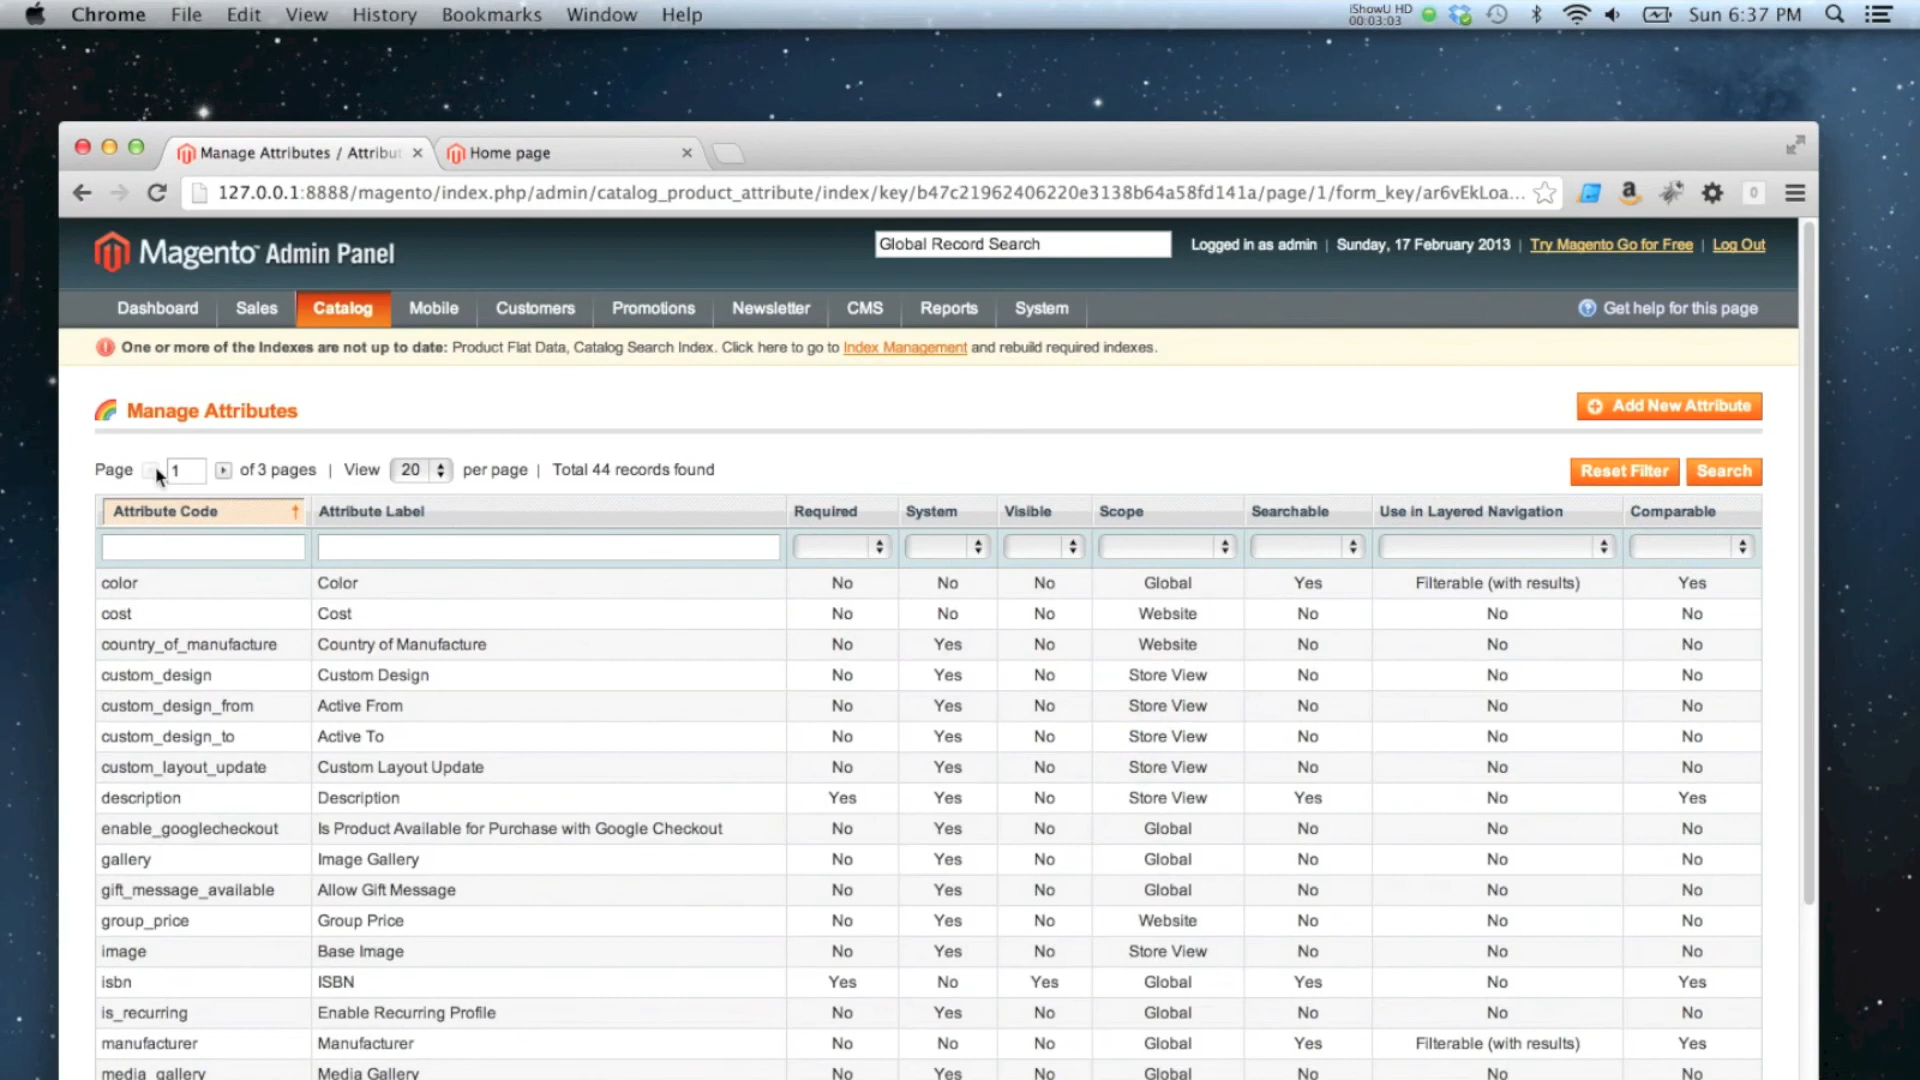 Chrome File Edit View History Bookmarks Window Help iShowU HD 00:03:03 Sun 6:37 PM
Manage Attributes / Attribut Home page
127.0.0.1:8888/magento/index.php/admin/catalog_product_attribute/index/key/b47c21962406220e3138b64a58fd141a/page/1/form_key/ar6vEkLoa... 0
Magento Admin Panel Global Record Search Logged in as admin | Sunday, 17 February 2013 | Try Magento Go for Free | Log Out
Dashboard Sales Catalog Mobile Customers Promotions Newsletter CMS Reports System Get help for this page
One or more of the Indexes are not up to date: Product Flat Data, Catalog Search Index. Click here to go to Index Management and rebuild required indexes.
Manage Attributes Add New Attribute
Page 1 of 3 pages | View 20 per page | Total 44 records found Reset Filter Search
Attribute Code Attribute Label Required System Visible Scope Searchable Use in Layered Navigation Comparable
color Color No No No Global Yes Filterable (with results) Yes
cost Cost No No No Website No No No
country_of_manufacture Country of Manufacture No Yes No Website No No No
custom_design Custom Design No Yes No Store View No No No
custom_design_from Active From No Yes No Store View No No No
custom_design_to Active To No Yes No Store View No No No
custom_layout_update Custom Layout Update No Yes No Store View No No No
description Description Yes Yes No Store View Yes No Yes
enable_googlecheckout Is Product Available for Purchase with Google Checkout No Yes No Global No No No
gallery Image Gallery No Yes No Global No No No
gift_message_available Allow Gift Message No Yes No Global No No No
group_price Group Price No Yes No Website No No No
image Base Image No Yes No Store View No No No
isbn ISBN Yes No Yes Global Yes No Yes
is_recurring Enable Recurring Profile No Yes No Global No No No
manufacturer Manufacturer No No No Global Yes Filterable (with results) Yes
media_gallery Media Gallery No Yes No Global No No No